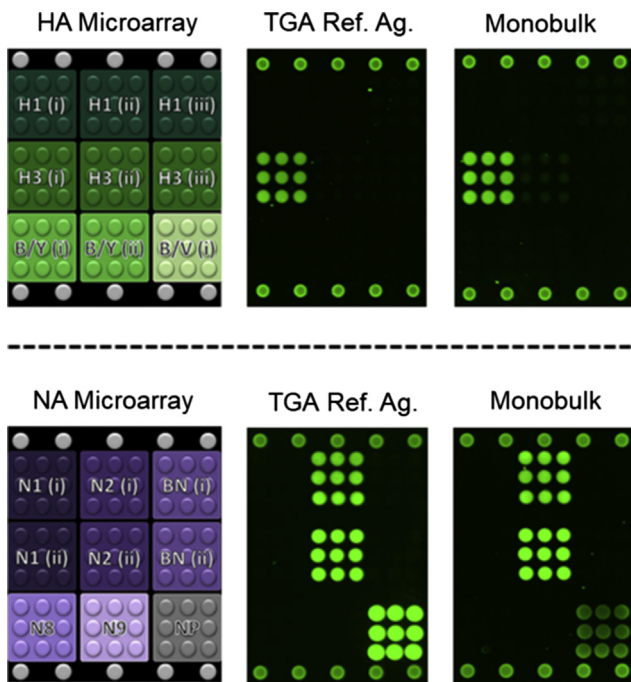 HA Microarray TGA Ref. Ag. Monobulk
H1 (i) H1 (ii) H1 (iii)
H3 (i) H3 (ii) H3 (iii)
B/Y (i) B/Y (ii) B/V (i)
NA Microarray TGA Ref. Ag. Monobulk
N1 (i) N2 (i) BN (i)
N1 (ii) N2 (ii) BN (ii)
N8 N9 NP